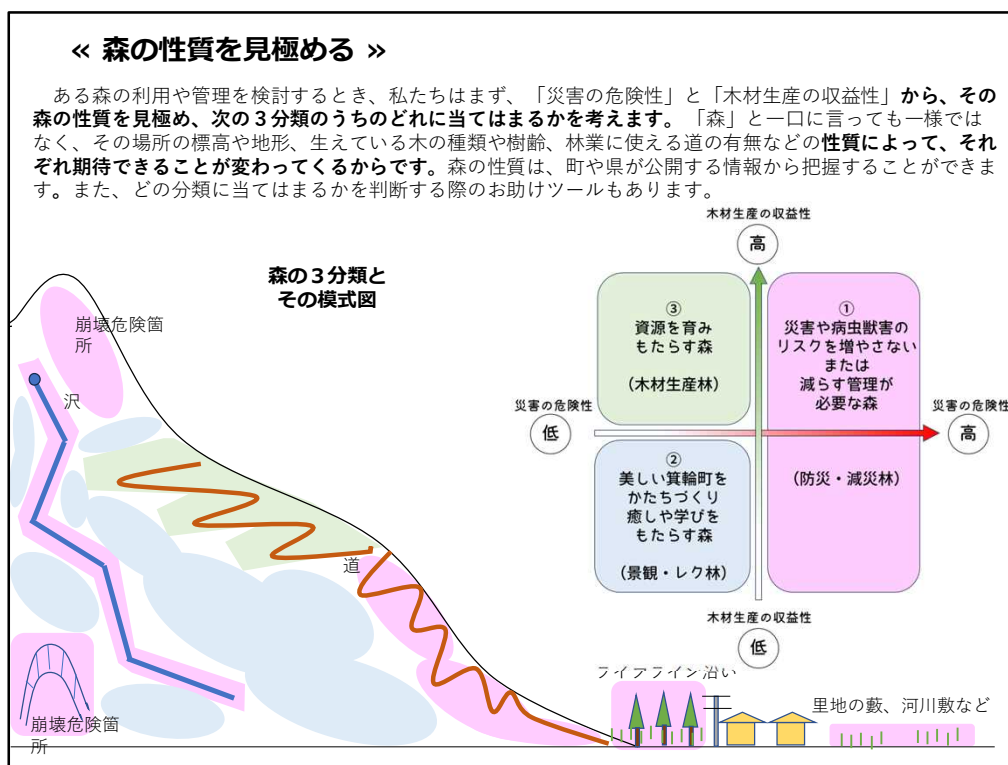 « 森の性質を見極める »
ある森の利用や管理を検討するとき、私たちはまず、「災害の危険性」と「木材生産の収益性」から、その
森の性質を見極め、次の３分類のうちのどれに当てはまるかを考えます。「森」と一口に言っても一様では
なく、その場所の標高や地形、生えている木の種類や樹齢、林業に使える道の有無などの性質によって、それ
ぞれ期待できることが変わってくるからです。森の性質は、町や県が公開する情報から把握することができま
す。また、どの分類に当てはまるかを判断する際のお助けツールもあります。
森の３分類と
その模式図
崩壊危険箇
所
沢
道
崩壊危険箇
所
木材生産の収益性
高
③
資源を育み
もたらす森
(木材生産林)
①
災害や病虫獣害の
リスクを増やさない
または
減らす管理が
必要な森
(防災・減災林)
災害の危険性
低
災害の危険性
高
②
美しい箕輪町を
かたちづくり
癒しや学びを
もたらす森
(景観・レク林)
木材生産の収益性
低
ライフライン沿い
里地の藪、河川敷など